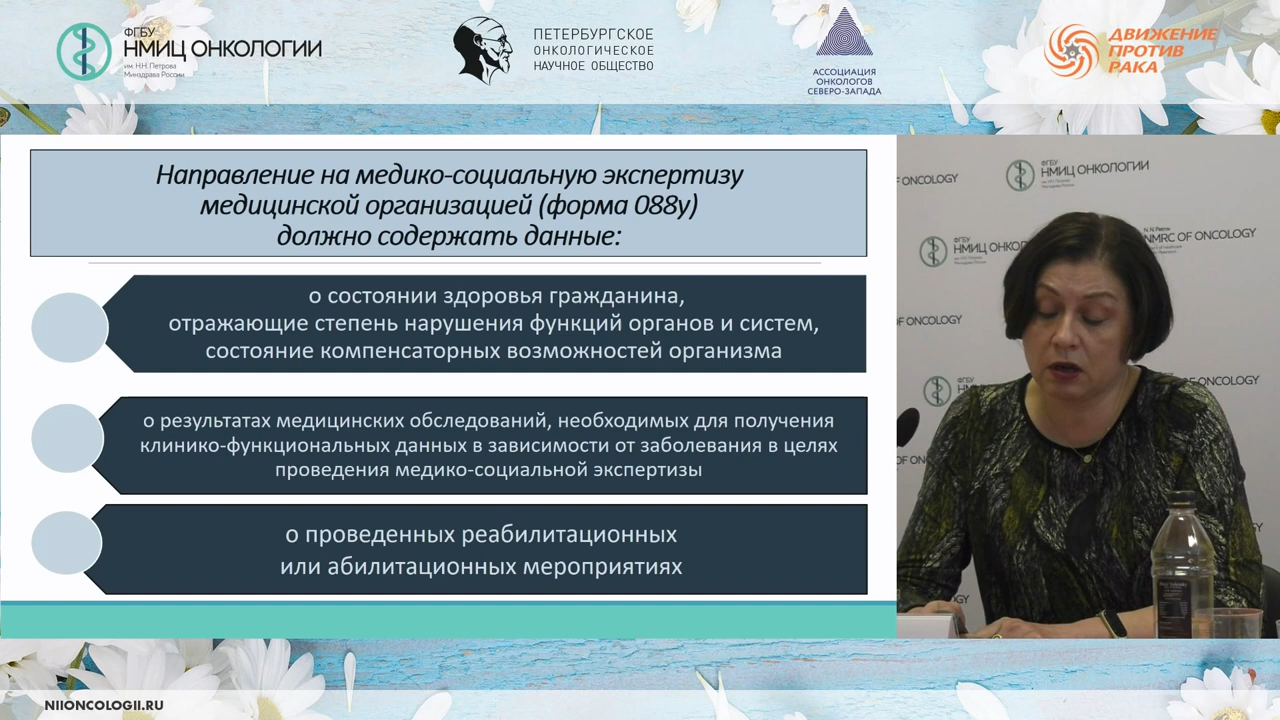 ФГБУ
НМИЦ ОНКОЛОГИИ
им. Н.Н. Петрова
Минздрава России
ПЕТЕРБУРГСКОЕ
ОНКОЛОГИЧЕСКОЕ
НАУЧНОЕ ОБЩЕСТВО
АССОЦИАЦИЯ
ОНКОЛОГОВ
СЕВЕРО-ЗАПАДА
ДВИЖЕНИЕ
ПРОТИВ
РАКА
Направление на медико-социальную экспертизу
медицинской организацией (форма 088у)
должно содержать данные:
о состоянии здоровья гражданина,
отражающие степень нарушения функций органов и систем,
состояние компенсаторных возможностей организма
о результатах медицинских обследований, необходимых для получения
клинико-функциональных данных в зависимости от заболевания в целях
проведения медико-социальной экспертизы
о проведенных реабилитационных
или абилитационных мероприятиях
OF ONCOLOGY
ФГБУ
НМИЦ ОНКОЛОГИИ
ФГБУ
НМИЦ ОНКО
NMRC OF ONCOLOGY
OF ONCOLOGY
ФГБУ
OF ONCOLOGY
NIIONCOLOGII.RU